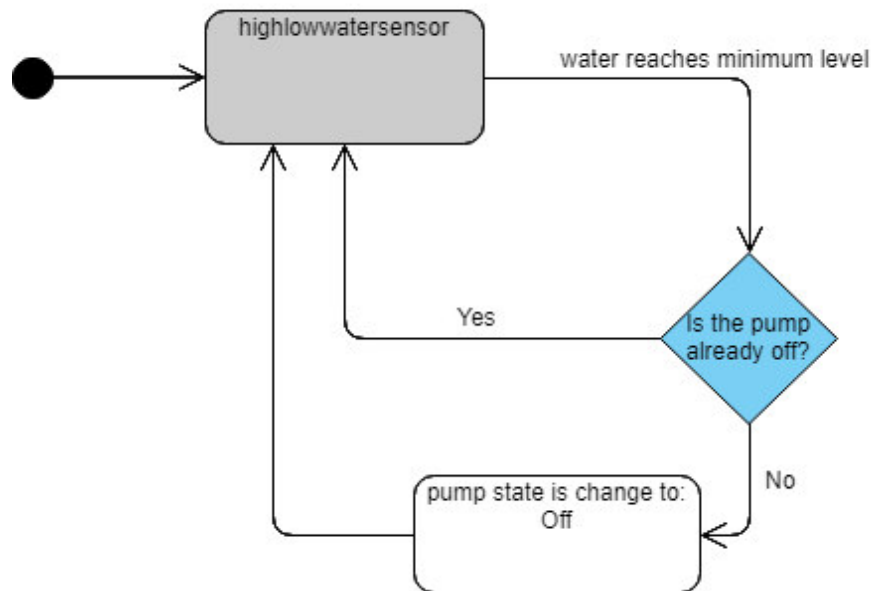 highlowwatersensor
water reaches minimum level
Is the pump
already off?
Yes
No
pump state is change to:
Off